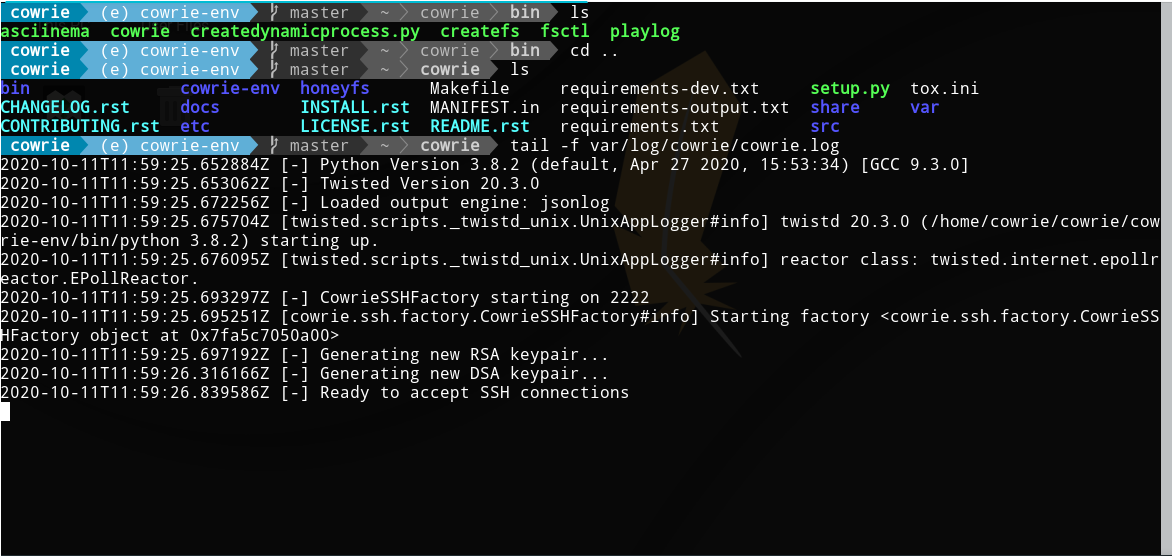 cowrie (e) cowrie-env master ~ cowrie bin ls
asciinema cowrie createdynamicprocess.py createfs fsctl playlog
cowrie (e) cowrie-env master ~ cowrie bin cd ..
cowrie (e) cowrie-env master ~ cowrie ls
bin cowrie-env honeyfs Makefile requirements-dev.txt setup.py tox.ini
CHANGELOG.rst docs INSTALL.rst MANIFEST.in requirements-output.txt share var
CONTRIBUTING.rst etc LICENSE.rst README.rst requirements.txt src
cowrie (e) cowrie-env master ~ cowrie tail -f var/log/cowrie/cowrie.log
2020-10-11T11:59:25.652884Z [-] Python Version 3.8.2 (default, Apr 27 2020, 15:53:34) [GCC 9.3.0]
2020-10-11T11:59:25.653062Z [-] Twisted Version 20.3.0
2020-10-11T11:59:25.672256Z [-] Loaded output engine: jsonlog
2020-10-11T11:59:25.675704Z [twisted.scripts._twistd_unix.UnixAppLogger#info] twistd 20.3.0 (/home/cowrie/cowrie/cow
rie-env/bin/python 3.8.2) starting up.
2020-10-11T11:59:25.676095Z [twisted.scripts._twistd_unix.UnixAppLogger#info] reactor class: twisted.internet.epollr
eactor.EPollReactor.
2020-10-11T11:59:25.693297Z [-] CowrieSSHFactory starting on 2222
2020-10-11T11:59:25.695251Z [cowrie.ssh.factory.CowrieSSHFactory#info] Starting factory <cowrie.ssh.factory.CowrieSS
HFactory object at 0x7fa5c7050a00>
2020-10-11T11:59:25.697192Z [-] Generating new RSA keypair...
2020-10-11T11:59:26.316166Z [-] Generating new DSA keypair...
2020-10-11T11:59:26.839586Z [-] Ready to accept SSH connections